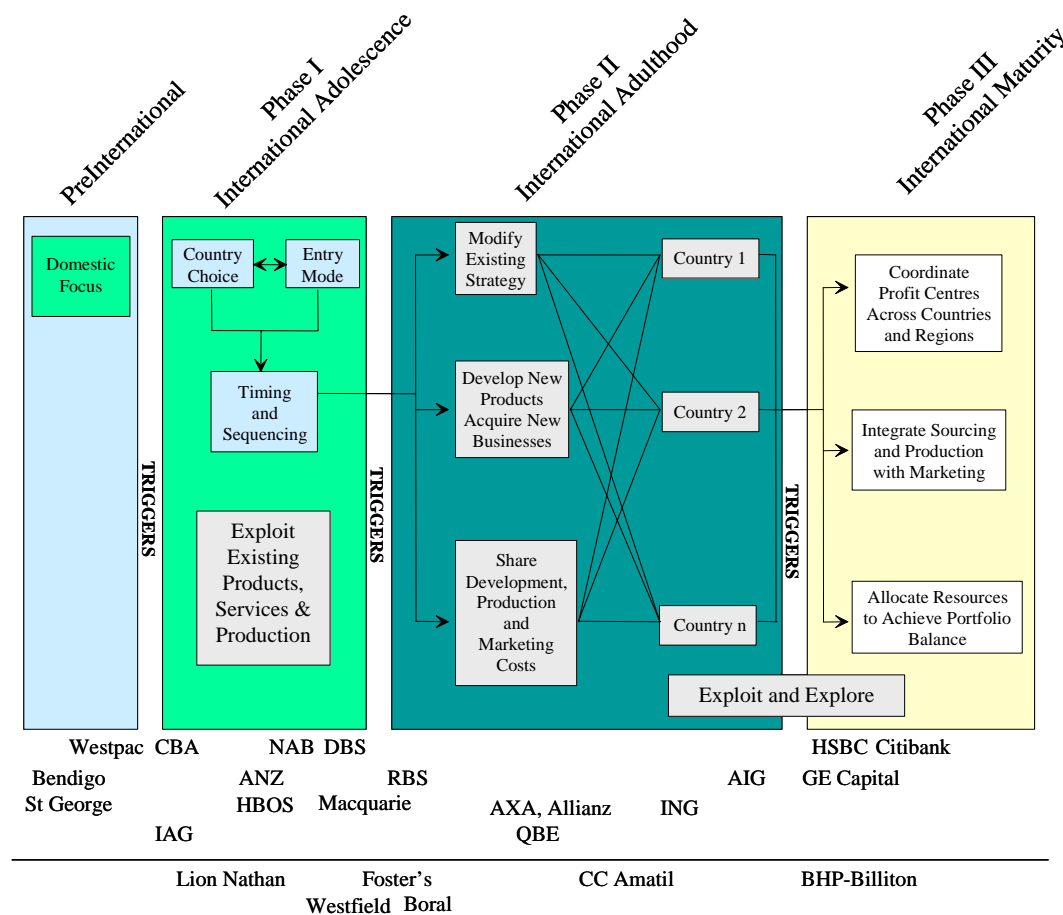 PreInternational
Phase I
International Adolescence
Phase II
International Adulthood
Phase III
International Maturity
Domestic
Focus
TRIGGERS
Country
Choice
Entry
Mode
Timing
and
Sequencing
Exploit
Existing
Products,
Services &
Production
TRIGGERS
Modify
Existing
Strategy
Develop New
Products
Acquire New
Businesses
Share
Development,
Production
and
Marketing
Costs
Country 1
Country 2
Country n
TRIGGERS
Exploit and Explore
Coordinate
Profit Centres
Across Countries
and Regions
Integrate Sourcing
and Production
with Marketing
Allocate Resources
to Achieve Portfolio
Balance
Westpac CBA NAB DBS HSBC Citibank
Bendigo ANZ RBS AIG GE Capital
St George HBOS Macquarie AXA, Allianz ING
IAG QBE
Lion Nathan Foster's CC Amatil BHP-Billiton
Westfield Boral